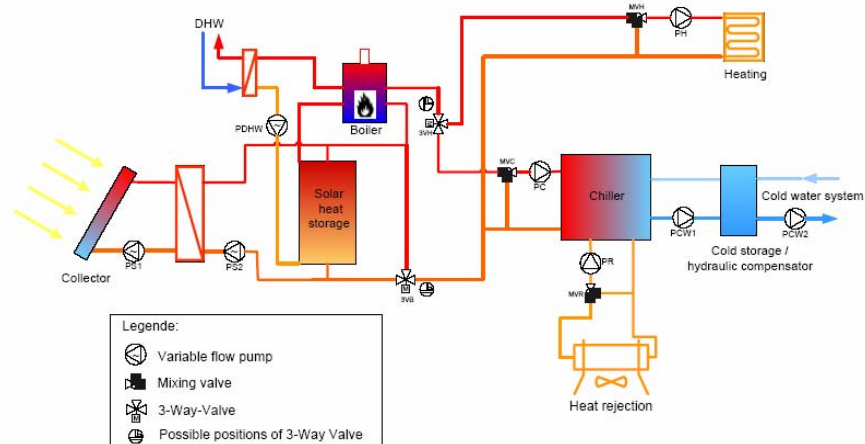 DHW
MVH
PH
Heating
Boiler
3VH
M
PDHW
Solar
heat
storage
MVC
PC
Chiller
Cold water system
PCW1
PCW2
Cold storage /
hydraulic compensator
Collector
PS1
PS2
3VB
M
PR
MVR
Heat rejection
Legende:
Variable flow pump
Mixing valve
3-Way-Valve
M
Possible positions of 3-Way Valve